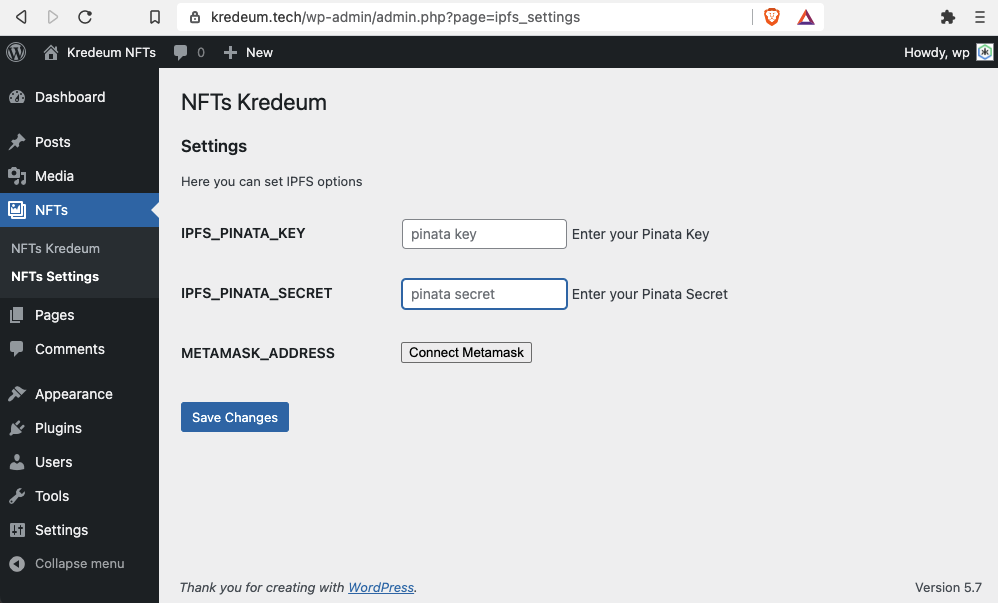 kredeum.tech/wp-admin/admin.php?page=ipfs_settings
Kredeum NFTs 0 New Howdy, wp
Dashboard
Posts
Media
NFTs
NFTs Kredeum
NFTs Settings
Pages
Comments
Appearance
Plugins
Users
Tools
Settings
Collapse menu
NFTs Kredeum
Settings
Here you can set IPFS options
IPFS_PINATA_KEY pinata key Enter your Pinata Key
IPFS_PINATA_SECRET pinata secret Enter your Pinata Secret
METAMASK_ADDRESS Connect Metamask
Save Changes
Thank you for creating with WordPress. Version 5.7